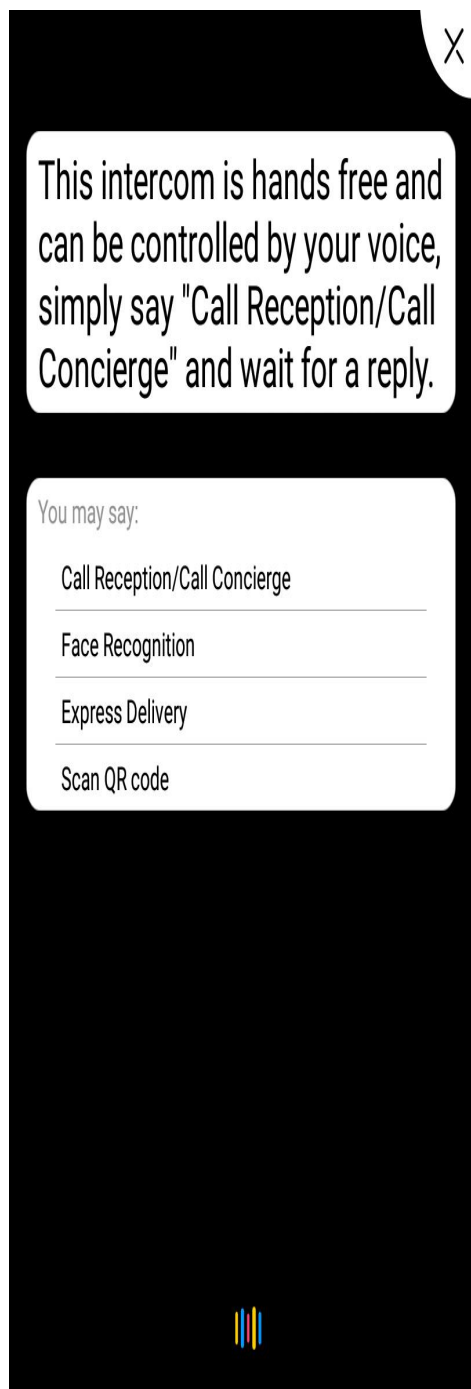 This intercom is hands free and
can be controlled by your voice,
simply say "Call Reception/Call
Concierge" and wait for a reply.
You may say:
Call Reception/Call Concierge
Face Recognition
Express Delivery
Scan QR code